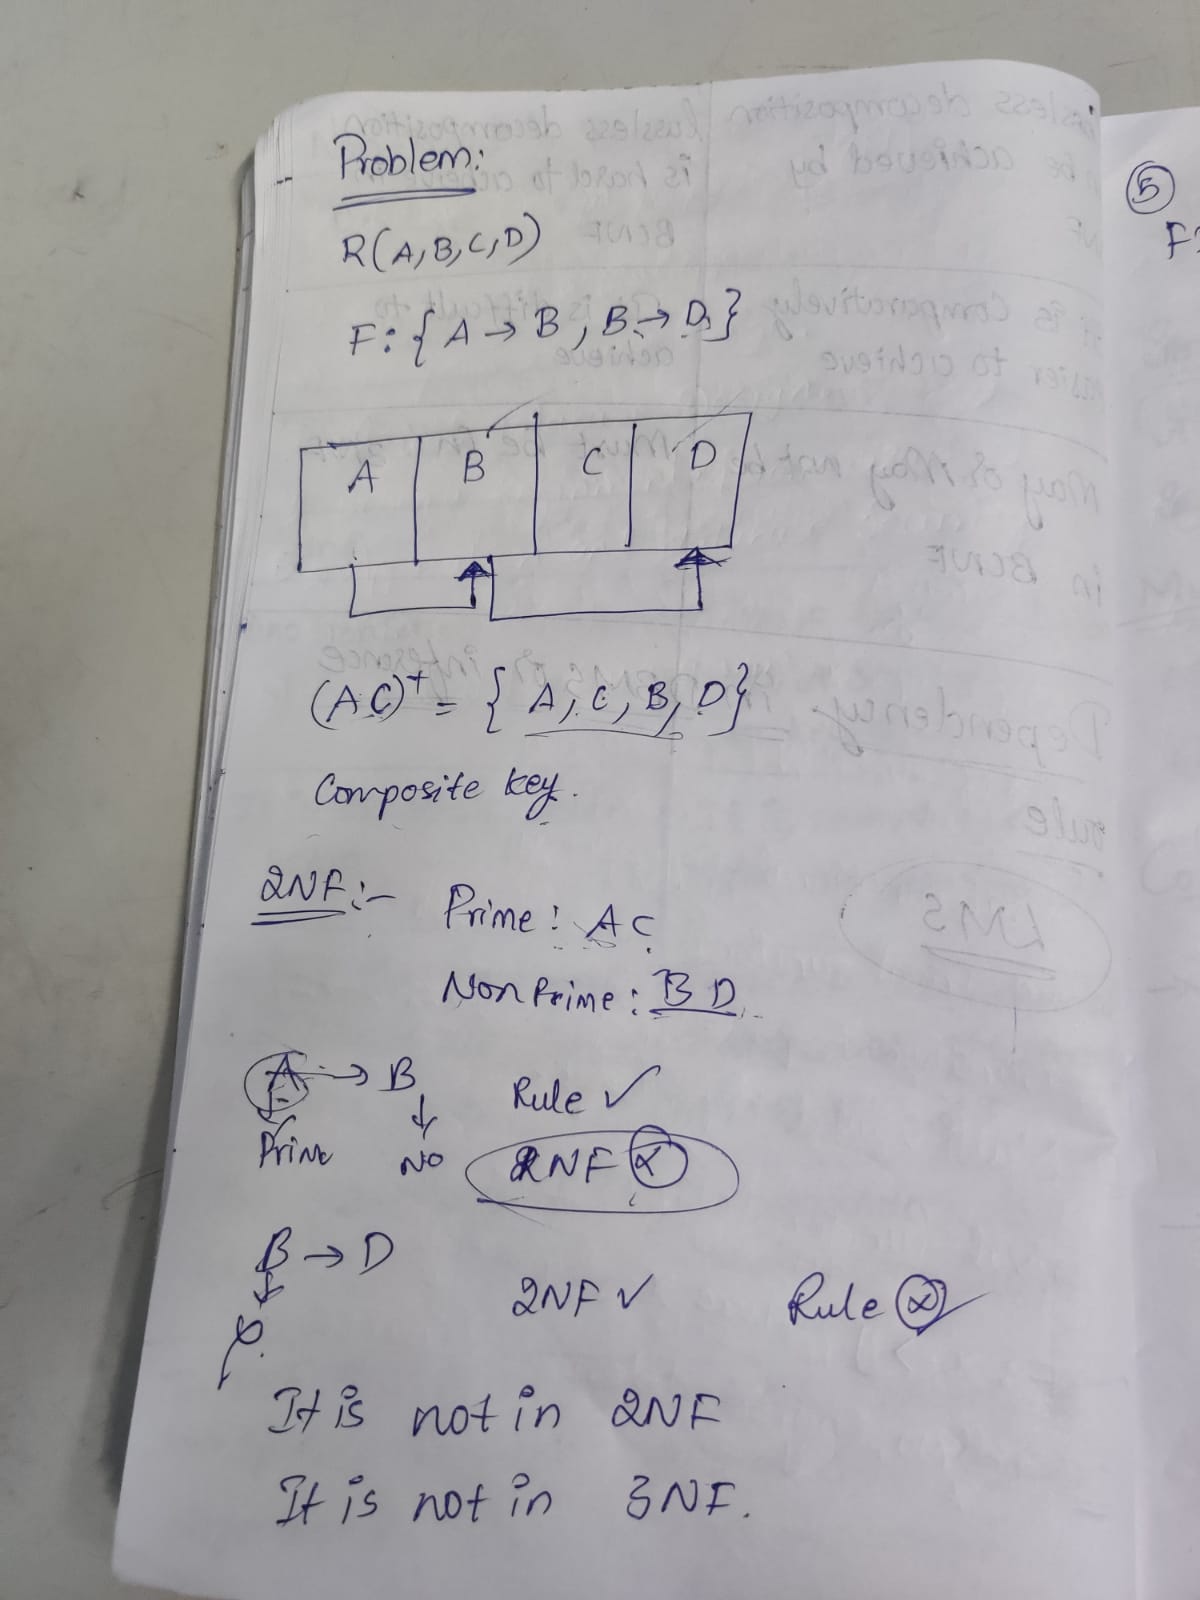 Problem:
R(A,B,C,D)
F: { A → B , B → D }
A B C D
(AC)⁺ = { A, C, B, D }
Composite key.
2NF:- Prime: AC
Non Prime: BD
A → B Rule ✓
↓ ↓
Prime NO 2NF ⓧ
B → D
↓ 2NF ✓ Rule ⓧ
It is not in 2NF
It is not in 3NF.
⑤
F: